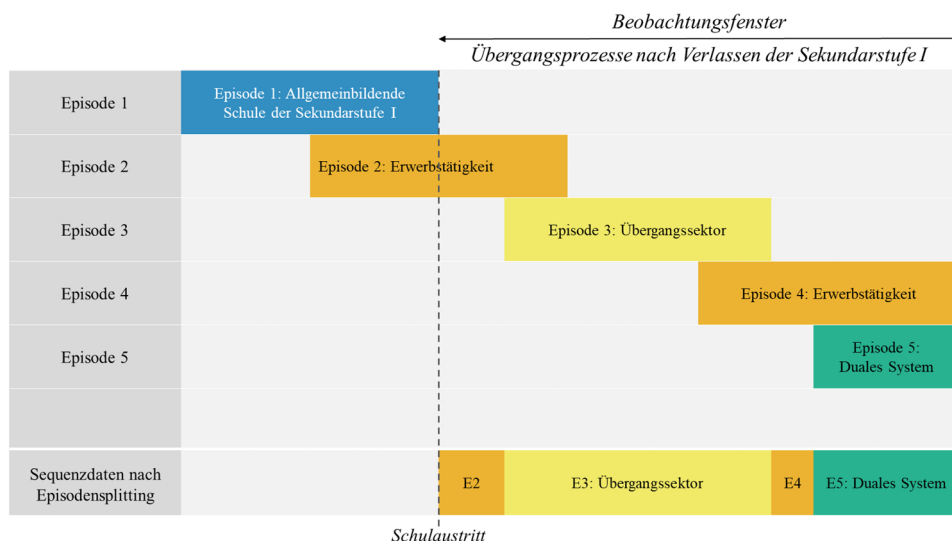 Beobachtungsfenster
Übergangsprozesse nach Verlassen der Sekundarstufe I
Episode 1
Episode 1: Allgemeinbildende
Schule der Sekundarstufe I
Episode 2
Episode 2: Erwerbstätigkeit
Episode 3
Episode 3: Übergangssektor
Episode 4
Episode 4: Erwerbstätigkeit
Episode 5
Episode 5:
Duales System
Sequenzdaten nach
Episodensplitting
E2
E3: Übergangssektor
E4
E5: Duales System
Schulaustritt